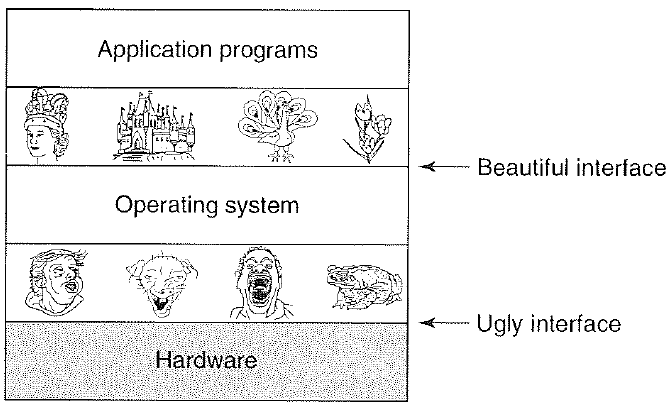 Application programs
Beautiful interface
Operating system
Ugly interface
Hardware